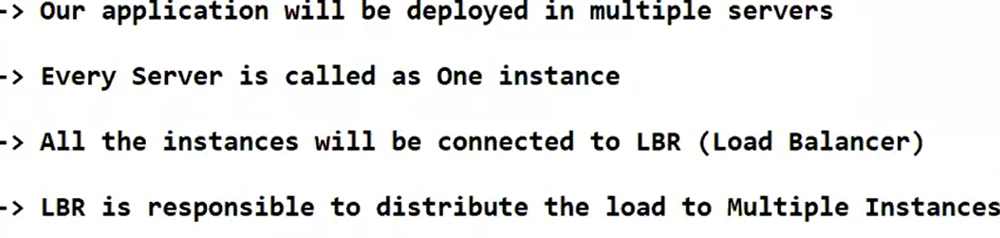 -> Our application will be deployed in multiple servers
-> Every Server is called as One instance
-> All the instances will be connected to LBR (Load Balancer)
-> LBR is responsible to distribute the load to Multiple Instances